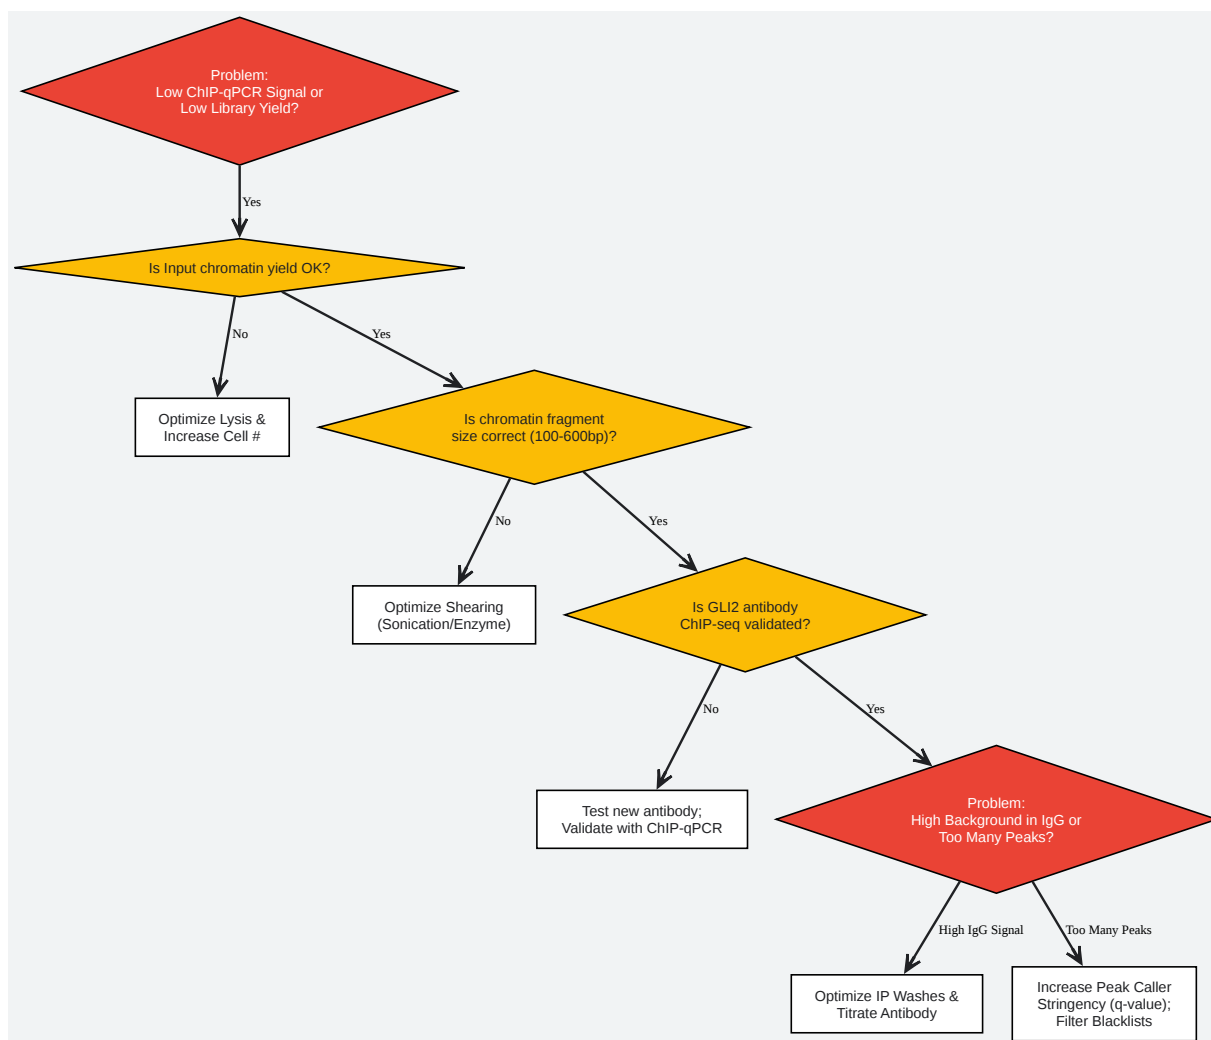 Problem:
Low ChIP-qPCR Signal or
Low Library Yield?
Yes
Is Input chromatin yield OK?
No
Yes
Optimize Lysis &
Increase Cell #
Is chromatin fragment
size correct (100-600bp)?
No
Yes
Optimize Shearing
(Sonication/Enzyme)
Is GLI2 antibody
ChIP-seq validated?
No
Yes
Test new antibody;
Validate with ChIP-qPCR
Problem:
High Background in IgG or
Too Many Peaks?
High IgG Signal
Too Many Peaks
Optimize IP Washes &
Titrate Antibody
Increase Peak Caller
Stringency (q-value);
Filter Blacklists